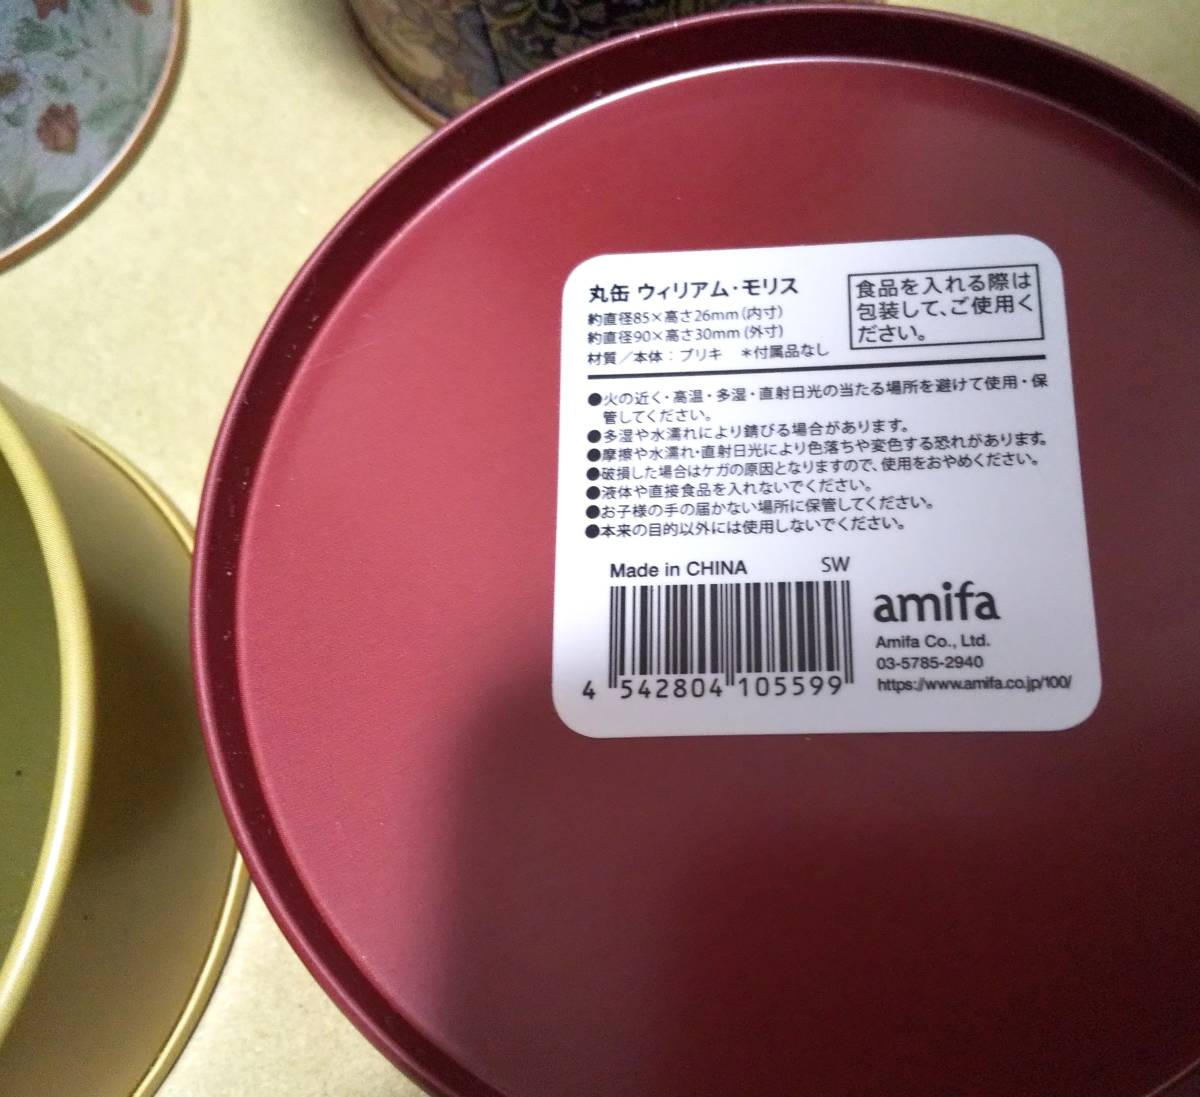 丸缶 ウィリアム・モリス
約直径85×高さ26mm(内寸)
約直径90×高さ30mm(外寸)
材質/本体：ブリキ ＊付属品なし
食品を入れる際は
包装して、ご使用く
ださい。
●火の近く・高温・多湿・直射日光の当たる場所を避けて使用・保
管してください。
●多湿や水濡れにより錆びる場合があります。
●摩擦や水濡れ・直射日光により色落ちや変色する恐れがあります。
●破損した場合はケガの原因となりますので、使用をおやめください。
●液体や直接食品を入れないでください。
●お子様の手の届かない場所に保管してください。
●本来の目的以外には使用しないでください。
Made in CHINA SW
4 542804 105599
amifa
Amifa Co., Ltd.
03-5785-2940
https://www.amifa.co.jp/100/